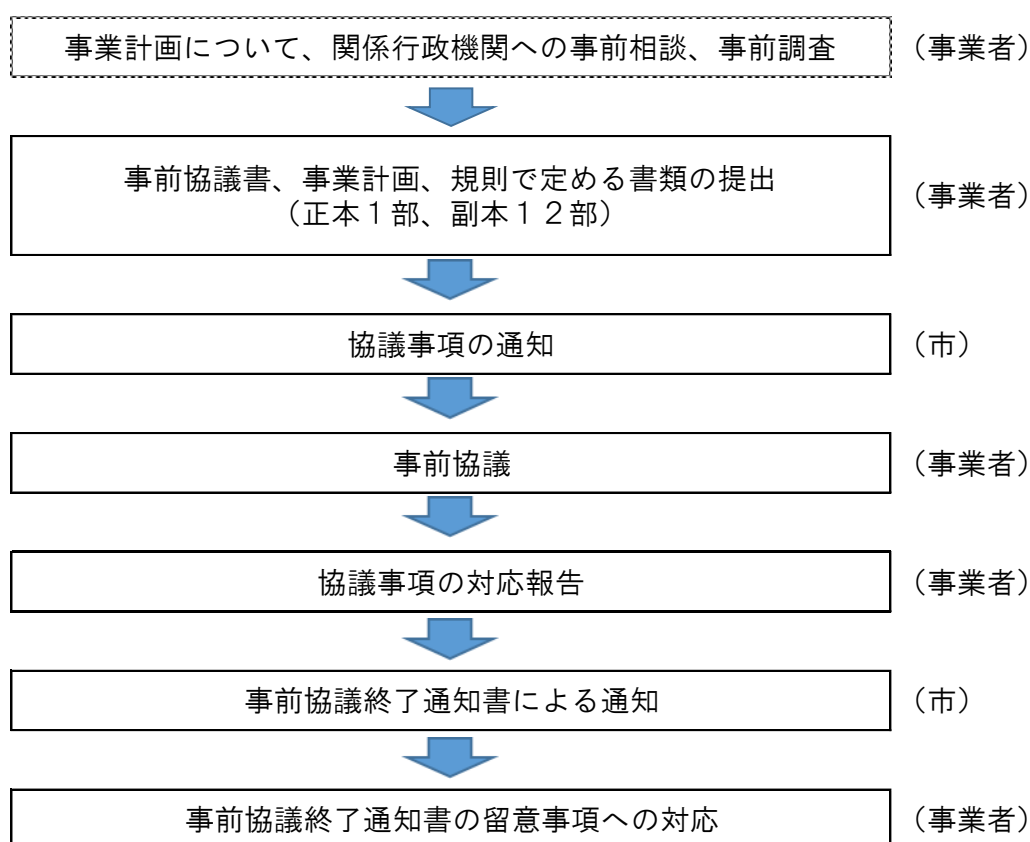 事業計画について、関係行政機関への事前相談、事前調査 （事業者）
事前協議書、事業計画、規則で定める書類の提出
（正本１部、副本１２部） （事業者）
協議事項の通知 （市）
事前協議 （事業者）
協議事項の対応報告 （事業者）
事前協議終了通知書による通知 （市）
事前協議終了通知書の留意事項への対応 （事業者）